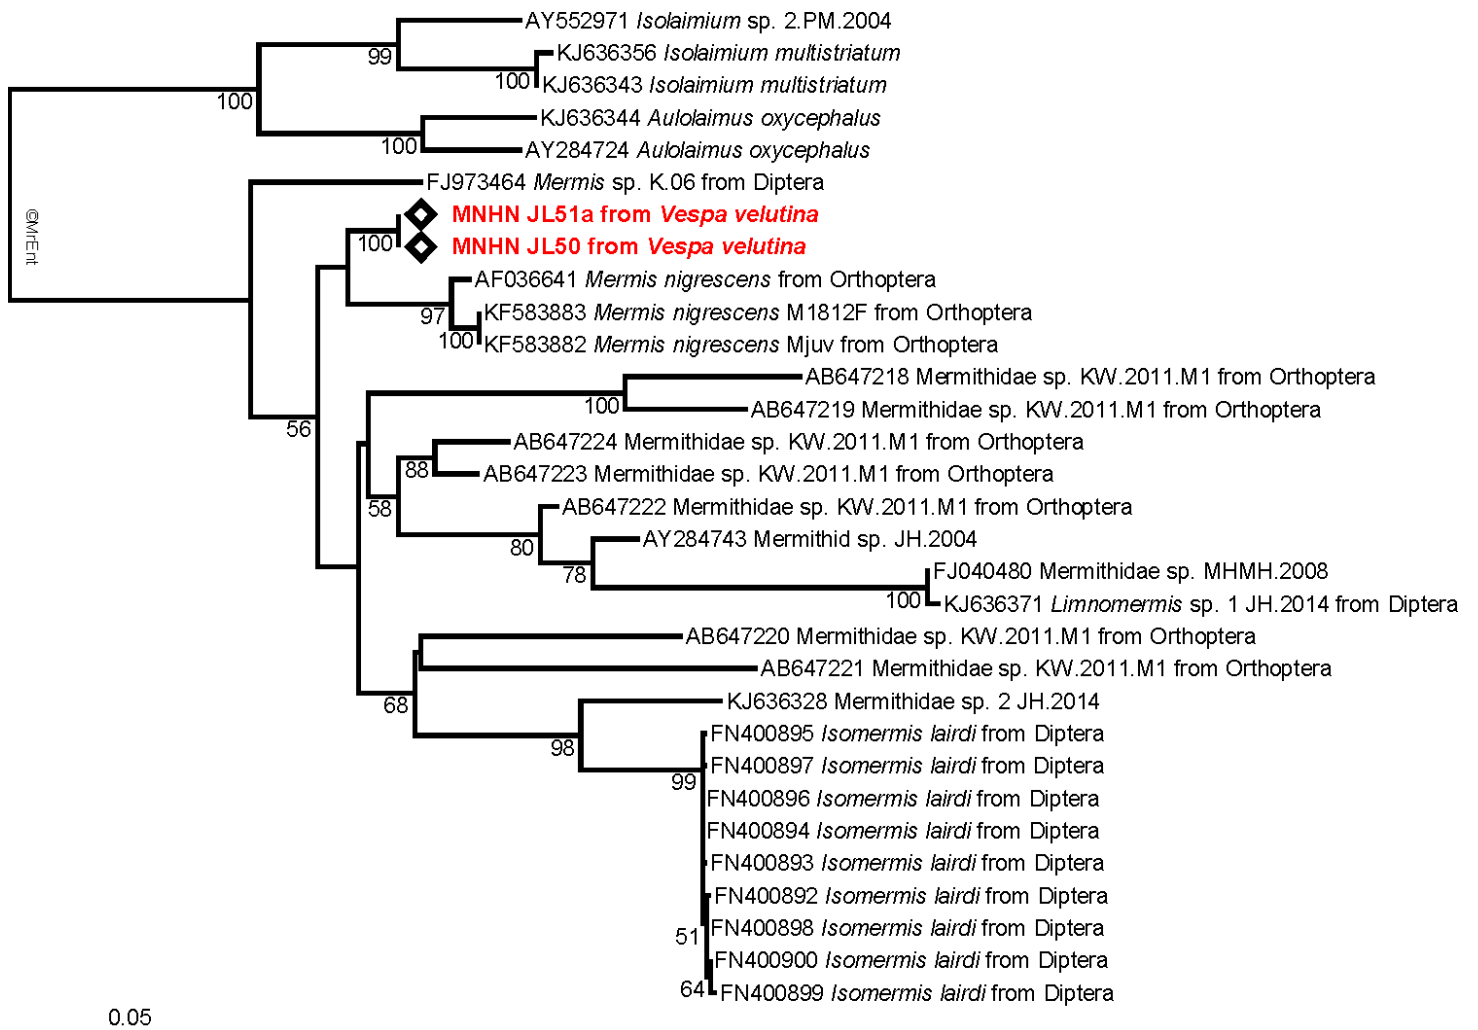 AY552971 Isolaimium sp. 2.PM.2004
99
KJ636356 Isolaimium multistriatum
100
KJ636343 Isolaimium multistriatum
100
KJ636344 Aulolaimus oxycephalus
100
AY284724 Aulolaimus oxycephalus
FJ973464 Mermis sp. K.06 from Diptera
©MrEnt
MNHN JL51a from Vespa velutina
100
MNHN JL50 from Vespa velutina
AF036641 Mermis nigrescens from Orthoptera
97
KF583883 Mermis nigrescens M1812F from Orthoptera
100
KF583882 Mermis nigrescens Mjuv from Orthoptera
AB647218 Mermithidae sp. KW.2011.M1 from Orthoptera
100
AB647219 Mermithidae sp. KW.2011.M1 from Orthoptera
56
AB647224 Mermithidae sp. KW.2011.M1 from Orthoptera
88
AB647223 Mermithidae sp. KW.2011.M1 from Orthoptera
58
AB647222 Mermithidae sp. KW.2011.M1 from Orthoptera
80
AY284743 Mermithid sp. JH.2004
78
FJ040480 Mermithidae sp. MHMH.2008
100
KJ636371 Limnomermis sp. 1 JH.2014 from Diptera
AB647220 Mermithidae sp. KW.2011.M1 from Orthoptera
AB647221 Mermithidae sp. KW.2011.M1 from Orthoptera
68
KJ636328 Mermithidae sp. 2 JH.2014
98
FN400895 Isomermis lairdi from Diptera
FN400897 Isomermis lairdi from Diptera
99
FN400896 Isomermis lairdi from Diptera
FN400894 Isomermis lairdi from Diptera
FN400893 Isomermis lairdi from Diptera
FN400892 Isomermis lairdi from Diptera
FN400898 Isomermis lairdi from Diptera
51
FN400900 Isomermis lairdi from Diptera
64
FN400899 Isomermis lairdi from Diptera
0.05